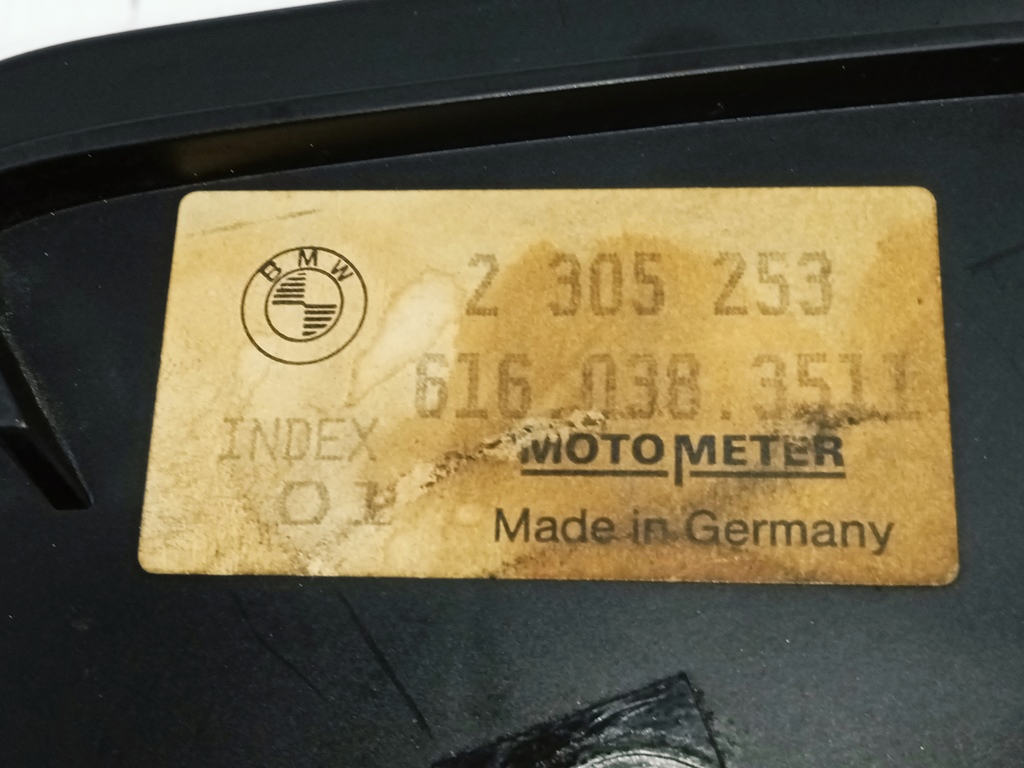 BMW
2 305 253
616.038.3511
INDEX
MOTOMETER
01
Made in Germany